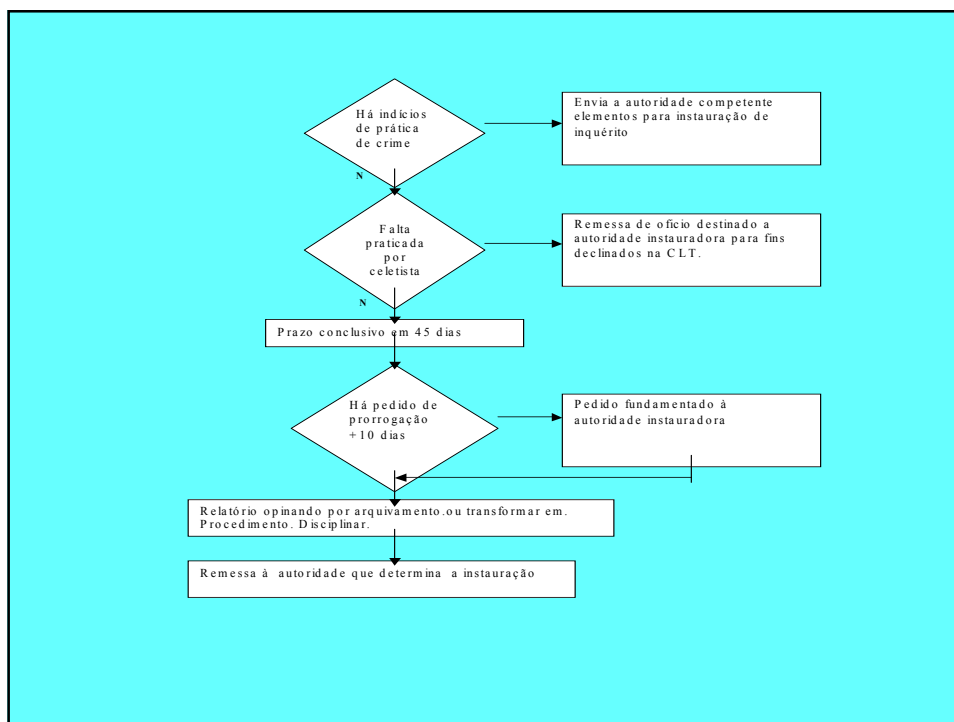 Há indícios
de prática
de crime
Envia a autoridade competente
elementos para instauração de
inquérito
N
Falta
praticada
por
celetista
Remessa de ofício destinado a
autoridade instauradora para fins
declinados na CLT.
N
Prazo conclusivo em 45 dias
Há pedido de
prorrogação
+10 dias
Pedido fundamentado à
autoridade instauradora
Relatório opinando por arquivamento.ou transformar em.
Procedimento. Disciplinar.
Remessa à autoridade que determina a instauração